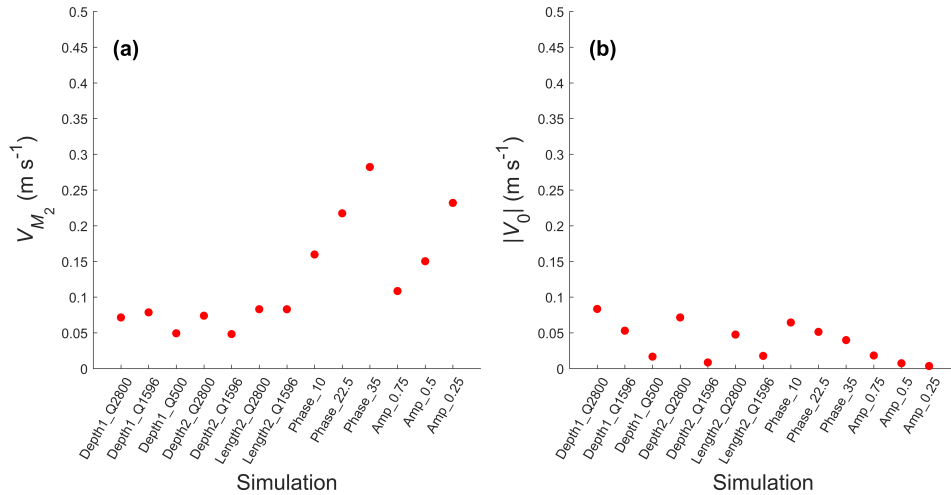 (a)
V_{M_2} (m s^{-1})
0.5
0.45
0.4
0.35
0.3
0.25
0.2
0.15
0.1
0.05
0
Depth1_Q2800
Depth1_Q1596
Depth1_Q500
Depth2_Q2800
Depth2_Q1596
Length2_Q2800
Length2_Q1596
Phase_10
Phase_22.5
Phase_35
Amp_0.75
Amp_0.5
Amp_0.25
Simulation
(b)
|V_0| (m s^{-1})
0.5
0.45
0.4
0.35
0.3
0.25
0.2
0.15
0.1
0.05
0
Depth1_Q2800
Depth1_Q1596
Depth1_Q500
Depth2_Q2800
Depth2_Q1596
Length2_Q2800
Length2_Q1596
Phase_10
Phase_22.5
Phase_35
Amp_0.75
Amp_0.5
Amp_0.25
Simulation